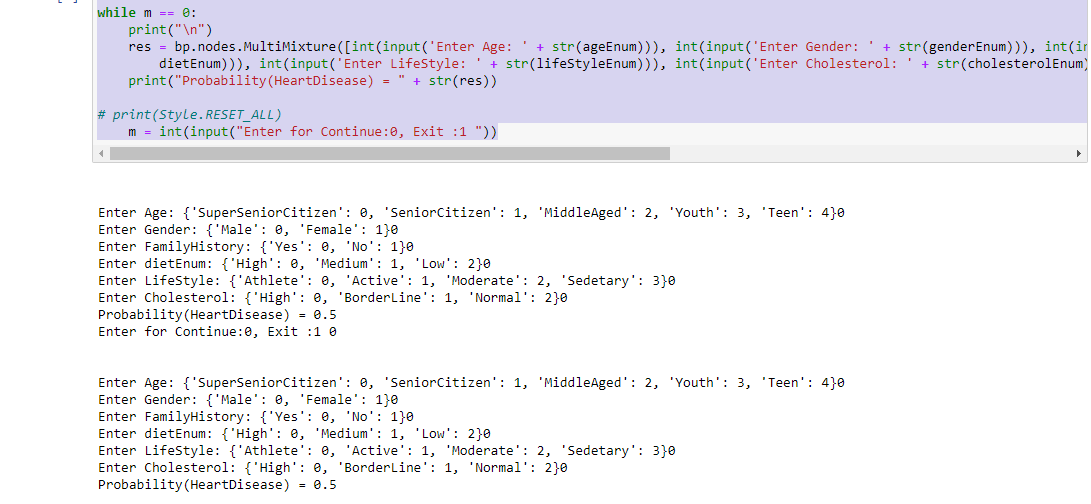 while m == 0:
print("\n")
res = bp.nodes.MultiMixture([int(input('Enter Age: ' + str(ageEnum))), int(input('Enter Gender: ' + str(genderEnum))), int(in
dietEnum))), int(input('Enter LifeStyle: ' + str(lifeStyleEnum))), int(input('Enter Cholesterol: ' + str(cholesterolEnum)
print("Probability(HeartDisease) = " + str(res))
# print(Style.RESET_ALL)
m = int(input("Enter for Continue:0, Exit :1 "))
Enter Age: {'SuperSeniorCitizen': 0, 'SeniorCitizen': 1, 'MiddleAged': 2, 'Youth': 3, 'Teen': 4}0
Enter Gender: {'Male': 0, 'Female': 1}0
Enter FamilyHistory: {'Yes': 0, 'No': 1}0
Enter dietEnum: {'High': 0, 'Medium': 1, 'Low': 2}0
Enter LifeStyle: {'Athlete': 0, 'Active': 1, 'Moderate': 2, 'Sedetary': 3}0
Enter Cholesterol: {'High': 0, 'BorderLine': 1, 'Normal': 2}0
Probability(HeartDisease) = 0.5
Enter for Continue:0, Exit :1 0
Enter Age: {'SuperSeniorCitizen': 0, 'SeniorCitizen': 1, 'MiddleAged': 2, 'Youth': 3, 'Teen': 4}0
Enter Gender: {'Male': 0, 'Female': 1}0
Enter FamilyHistory: {'Yes': 0, 'No': 1}0
Enter dietEnum: {'High': 0, 'Medium': 1, 'Low': 2}0
Enter LifeStyle: {'Athlete': 0, 'Active': 1, 'Moderate': 2, 'Sedetary': 3}0
Enter Cholesterol: {'High': 0, 'BorderLine': 1, 'Normal': 2}0
Probability(HeartDisease) = 0.5